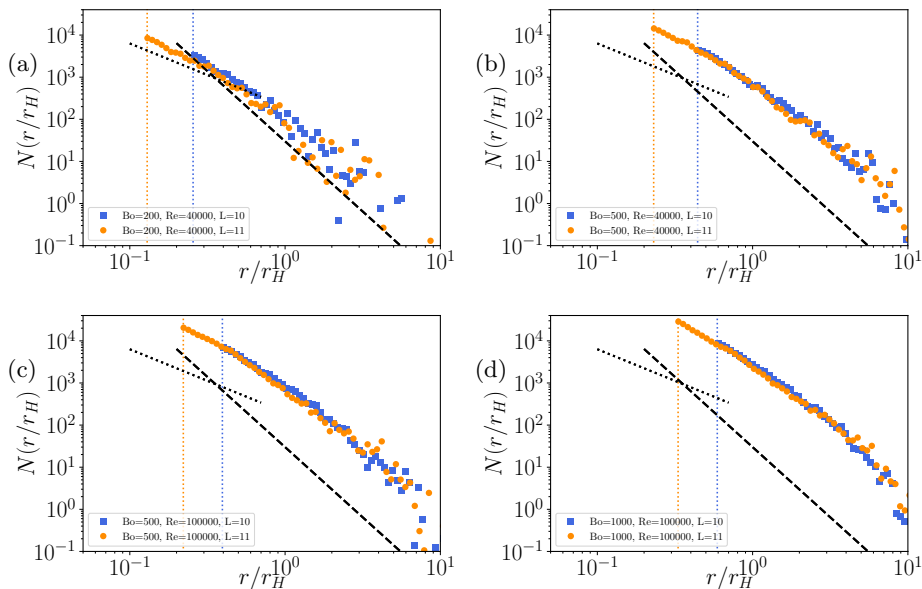 (a)
N(r/r_H)
10^4
10^3
10^2
10^1
10^0
10^−1
Bo=200, Re=40000, L=10
Bo=200, Re=40000, L=11
10^−1
10^0
10^1
r/r_H
(b)
N(r/r_H)
10^4
10^3
10^2
10^1
10^0
10^−1
Bo=500, Re=40000, L=10
Bo=500, Re=40000, L=11
10^−1
10^0
10^1
r/r_H
(c)
N(r/r_H)
10^4
10^3
10^2
10^1
10^0
10^−1
Bo=500, Re=100000, L=10
Bo=500, Re=100000, L=11
10^−1
10^0
10^1
r/r_H
(d)
N(r/r_H)
10^4
10^3
10^2
10^1
10^0
10^−1
Bo=1000, Re=100000, L=10
Bo=1000, Re=100000, L=11
10^−1
10^0
10^1
r/r_H